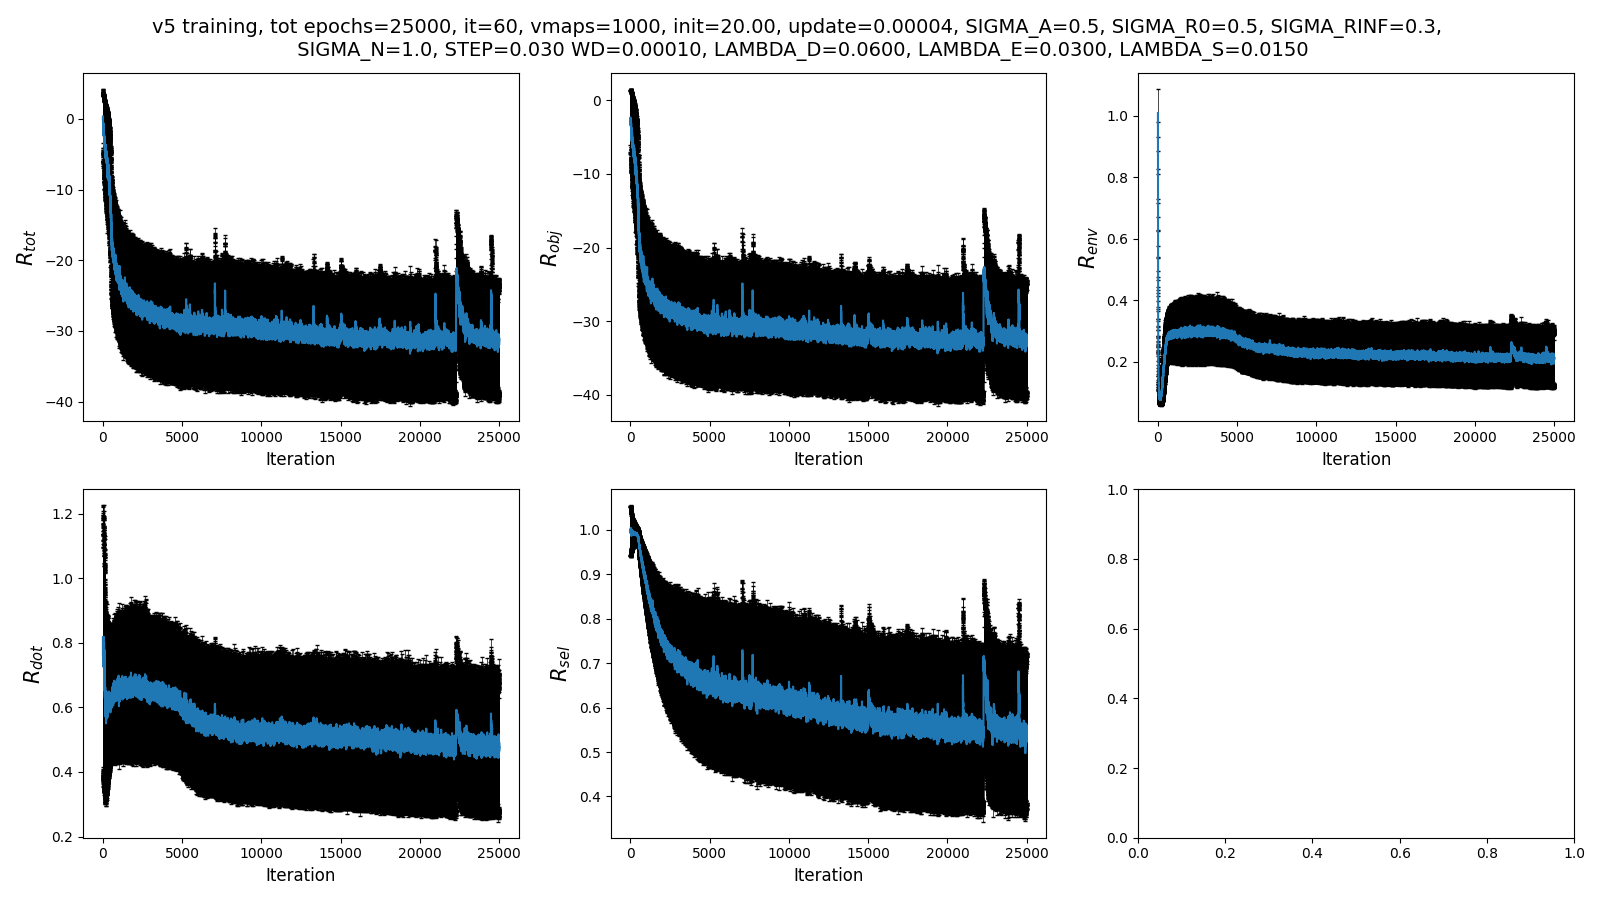 v5 training, tot epochs=25000, it=60, vmaps=1000, init=20.00, update=0.00004, SIGMA_A=0.5, SIGMA_R0=0.5, SIGMA_RINF=0.3,
SIGMA_N=1.0, STEP=0.030 WD=0.00010, LAMBDA_D=0.0600, LAMBDA_E=0.0300, LAMBDA_S=0.0150
R_tot
0
−10
−20
−30
−40
0 5000 10000 15000 20000 25000
Iteration
R_obj
0
−10
−20
−30
−40
0 5000 10000 15000 20000 25000
Iteration
R_env
1.0
0.8
0.6
0.4
0.2
0 5000 10000 15000 20000 25000
Iteration
R_dot
1.2
1.0
0.8
0.6
0.4
0.2
0 5000 10000 15000 20000 25000
Iteration
R_sel
1.0
0.9
0.8
0.7
0.6
0.5
0.4
0 5000 10000 15000 20000 25000
Iteration
1.0
0.8
0.6
0.4
0.2
0.0
0.0 0.2 0.4 0.6 0.8 1.0